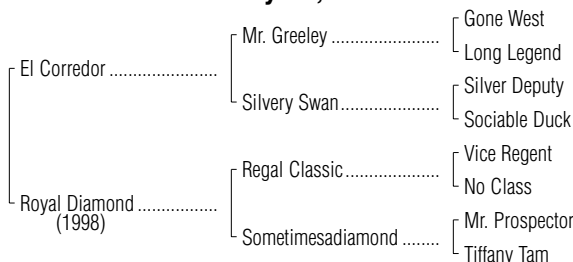 Gone West
Mr. Greeley
Long Legend
El Corredor
Silver Deputy
Silvery Swan
Sociable Duck
Vice Regent
Regal Classic
No Class
Royal Diamond
(1998)
Mr. Prospector
Sometimesadiamond
Tiffany Tam